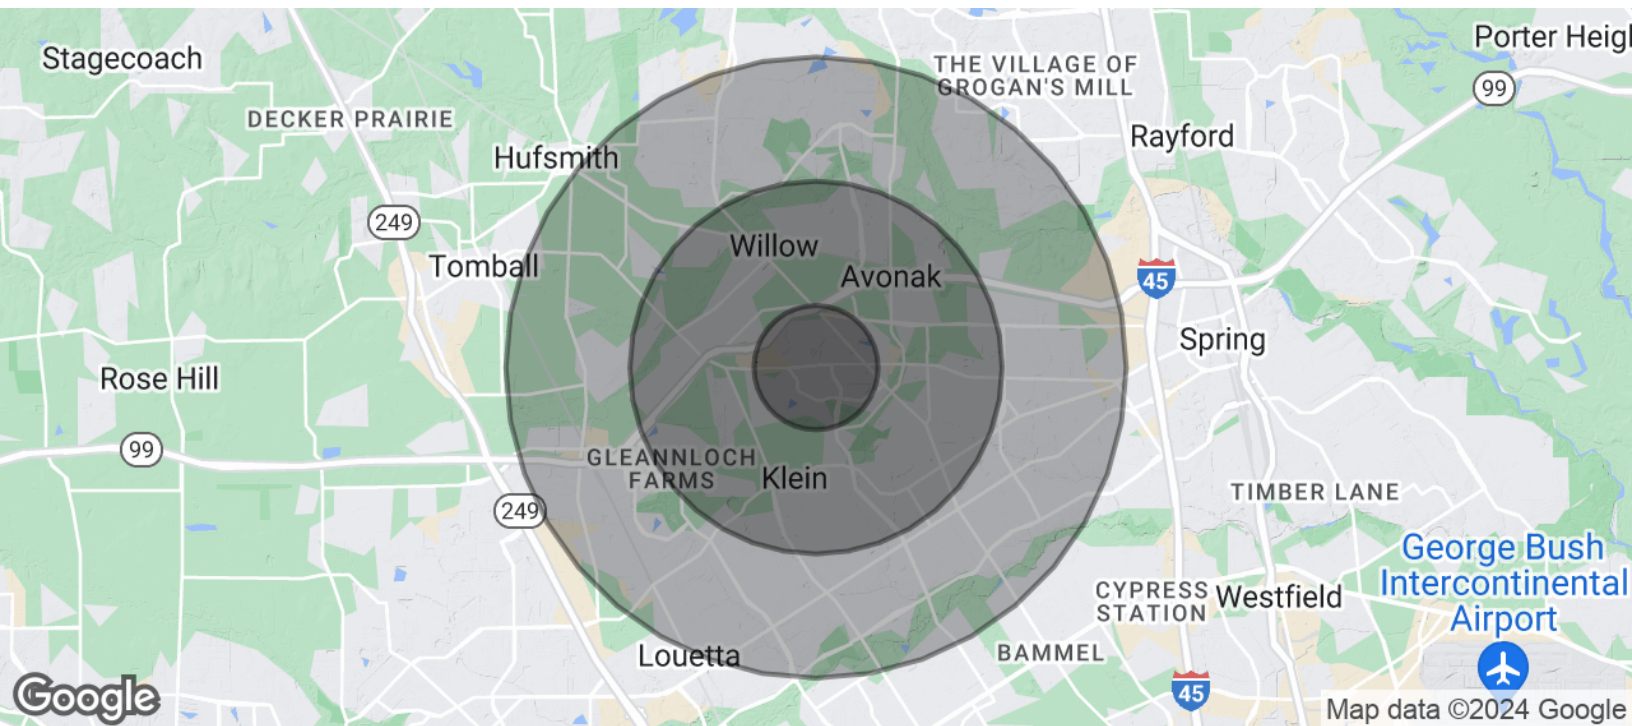 Stagecoach
Porter Heigl
THE VILLAGE OF
GROGAN'S MILL
99
DECKER PRAIRIE
Rayford
Hufsmith
249
Willow
Tomball
Avonak
45
Spring
Rose Hill
99
GLEANNLOCH
FARMS
Klein
TIMBER LANE
249
George Bush
Intercontinental
Airport
CYPRESS
STATION
Westfield
Louetta
BAMMEL
45
Google
Map data ©2024 Google